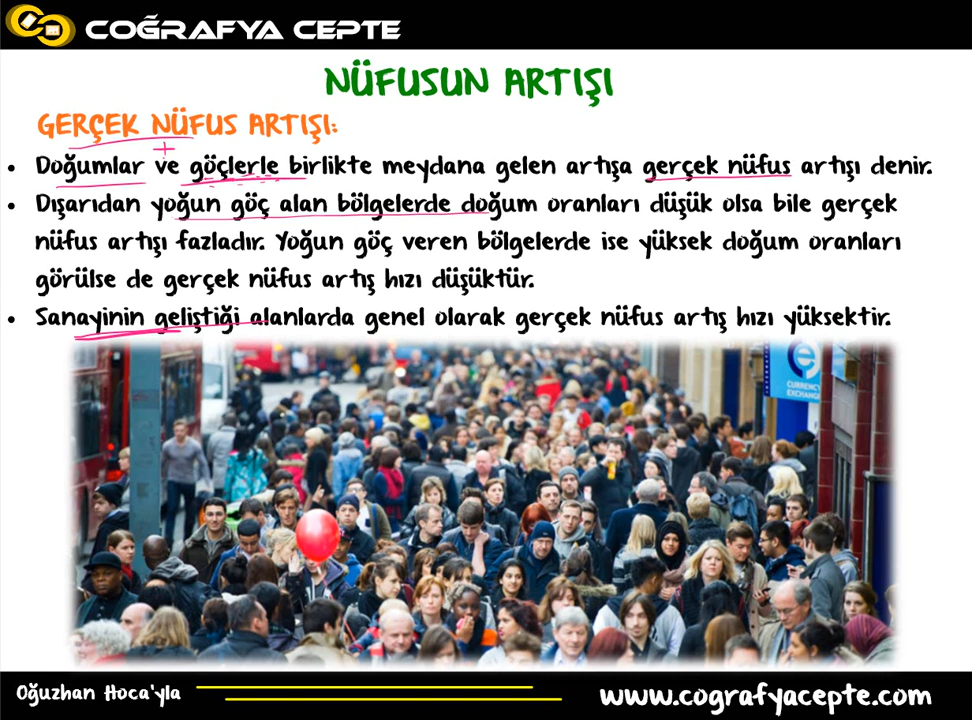 COĞRAFYA CEPTE
NÜFUSUN ARTIŞI
GERÇEK NÜFUS ARTIŞI:
• Doğumlar ve göçlerle birlikte meydana gelen artışa gerçek nüfus artışı denir.
• Dışarıdan yoğun göç alan bölgelerde doğum oranları düşük olsa bile gerçek
nüfus artışı fazladır. Yoğun göç veren bölgelerde ise yüksek doğum oranları
görülse de gerçek nüfus artış hızı düşüktür.
• Sanayinin geliştiği alanlarda genel olarak gerçek nüfus artış hızı yüksektir.
CURRENCY
EXCHANGE
Oğuzhan Hoca'yla
www.cografyacepte.com